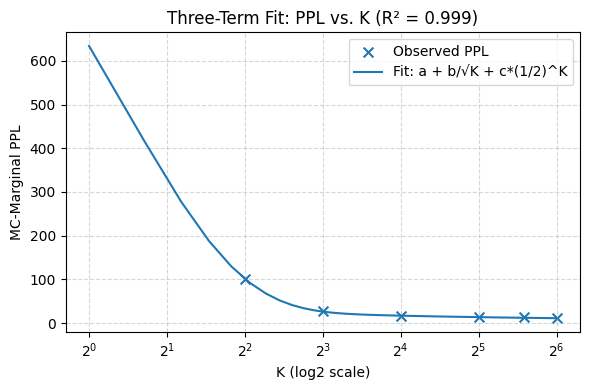 Three-Term Fit: PPL vs. K (R² = 0.999)
Observed PPL
Fit: a + b/√K + c*(1/2)^K
MC-Marginal PPL
600
500
400
300
200
100
0
2⁰ 2¹ 2² 2³ 2⁴ 2⁵ 2⁶
K (log2 scale)